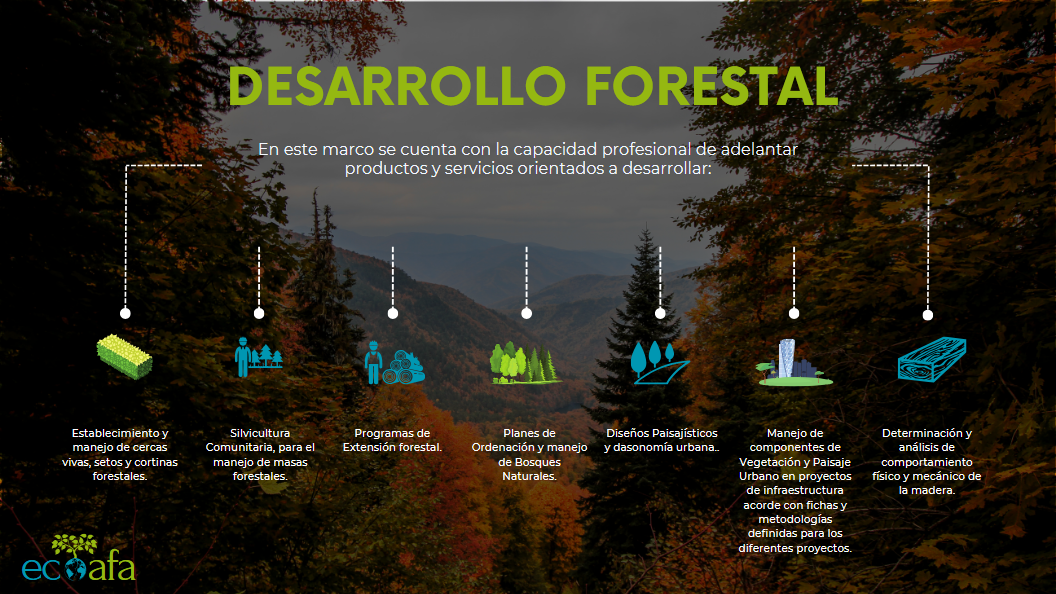 DESARROLLO FORESTAL
En este marco se cuenta con la capacidad profesional de adelantar
productos y servicios orientados a desarrollar:
Establecimiento y
manejo de cercas
vivas, setos y cortinas
forestales.
Silvicultura
Comunitaria, para el
manejo de masas
forestales.
Programas de
Extensión forestal.
Planes de
Ordenación y manejo
de Bosques
Naturales.
Diseños Paisajísticos
y dasonomía urbana..
Manejo de
componentes de
Vegetación y Paisaje
Urbano en proyectos
de infraestructura
acorde con fichas y
metodologías
definidas para los
diferentes proyectos.
Determinación y
análisis de
comportamiento
físico y mecánico de
la madera.
ecoafa